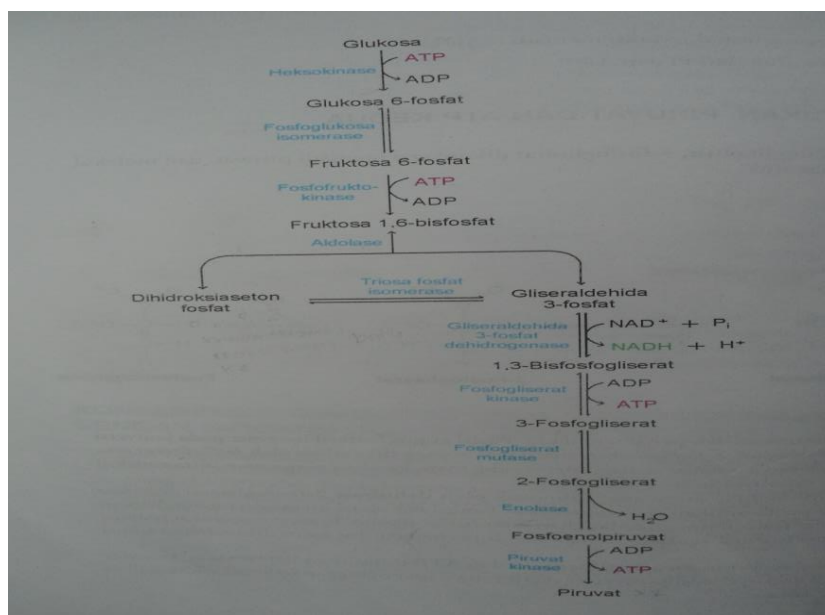 Glukosa
ATP
Heksokinase
ADP
Glukosa 6-fosfat
Fosfoglukosa
isomerase
Fruktosa 6-fosfat
ATP
Fosfofrukto-
kinase
ADP
Fruktosa 1,6-bisfosfat
Aldolase
Triosa fosfat
isomerase
Dihidroksiaseton
fosfat
Gliseraldehida
3-fosfat
Gliseraldehida
3-fosfat
dehidrogenase
NAD⁺ + Pᵢ
NADH + H⁺
1,3-Bisfosfogliserat
Fosfogliserat
kinase
ADP
ATP
3-Fosfogliserat
Fosfogliserat
mutase
2-Fosfogliserat
Enolase
H₂O
Fosfoenolpiruvat
Piruvat
kinase
ADP
ATP
Piruvat